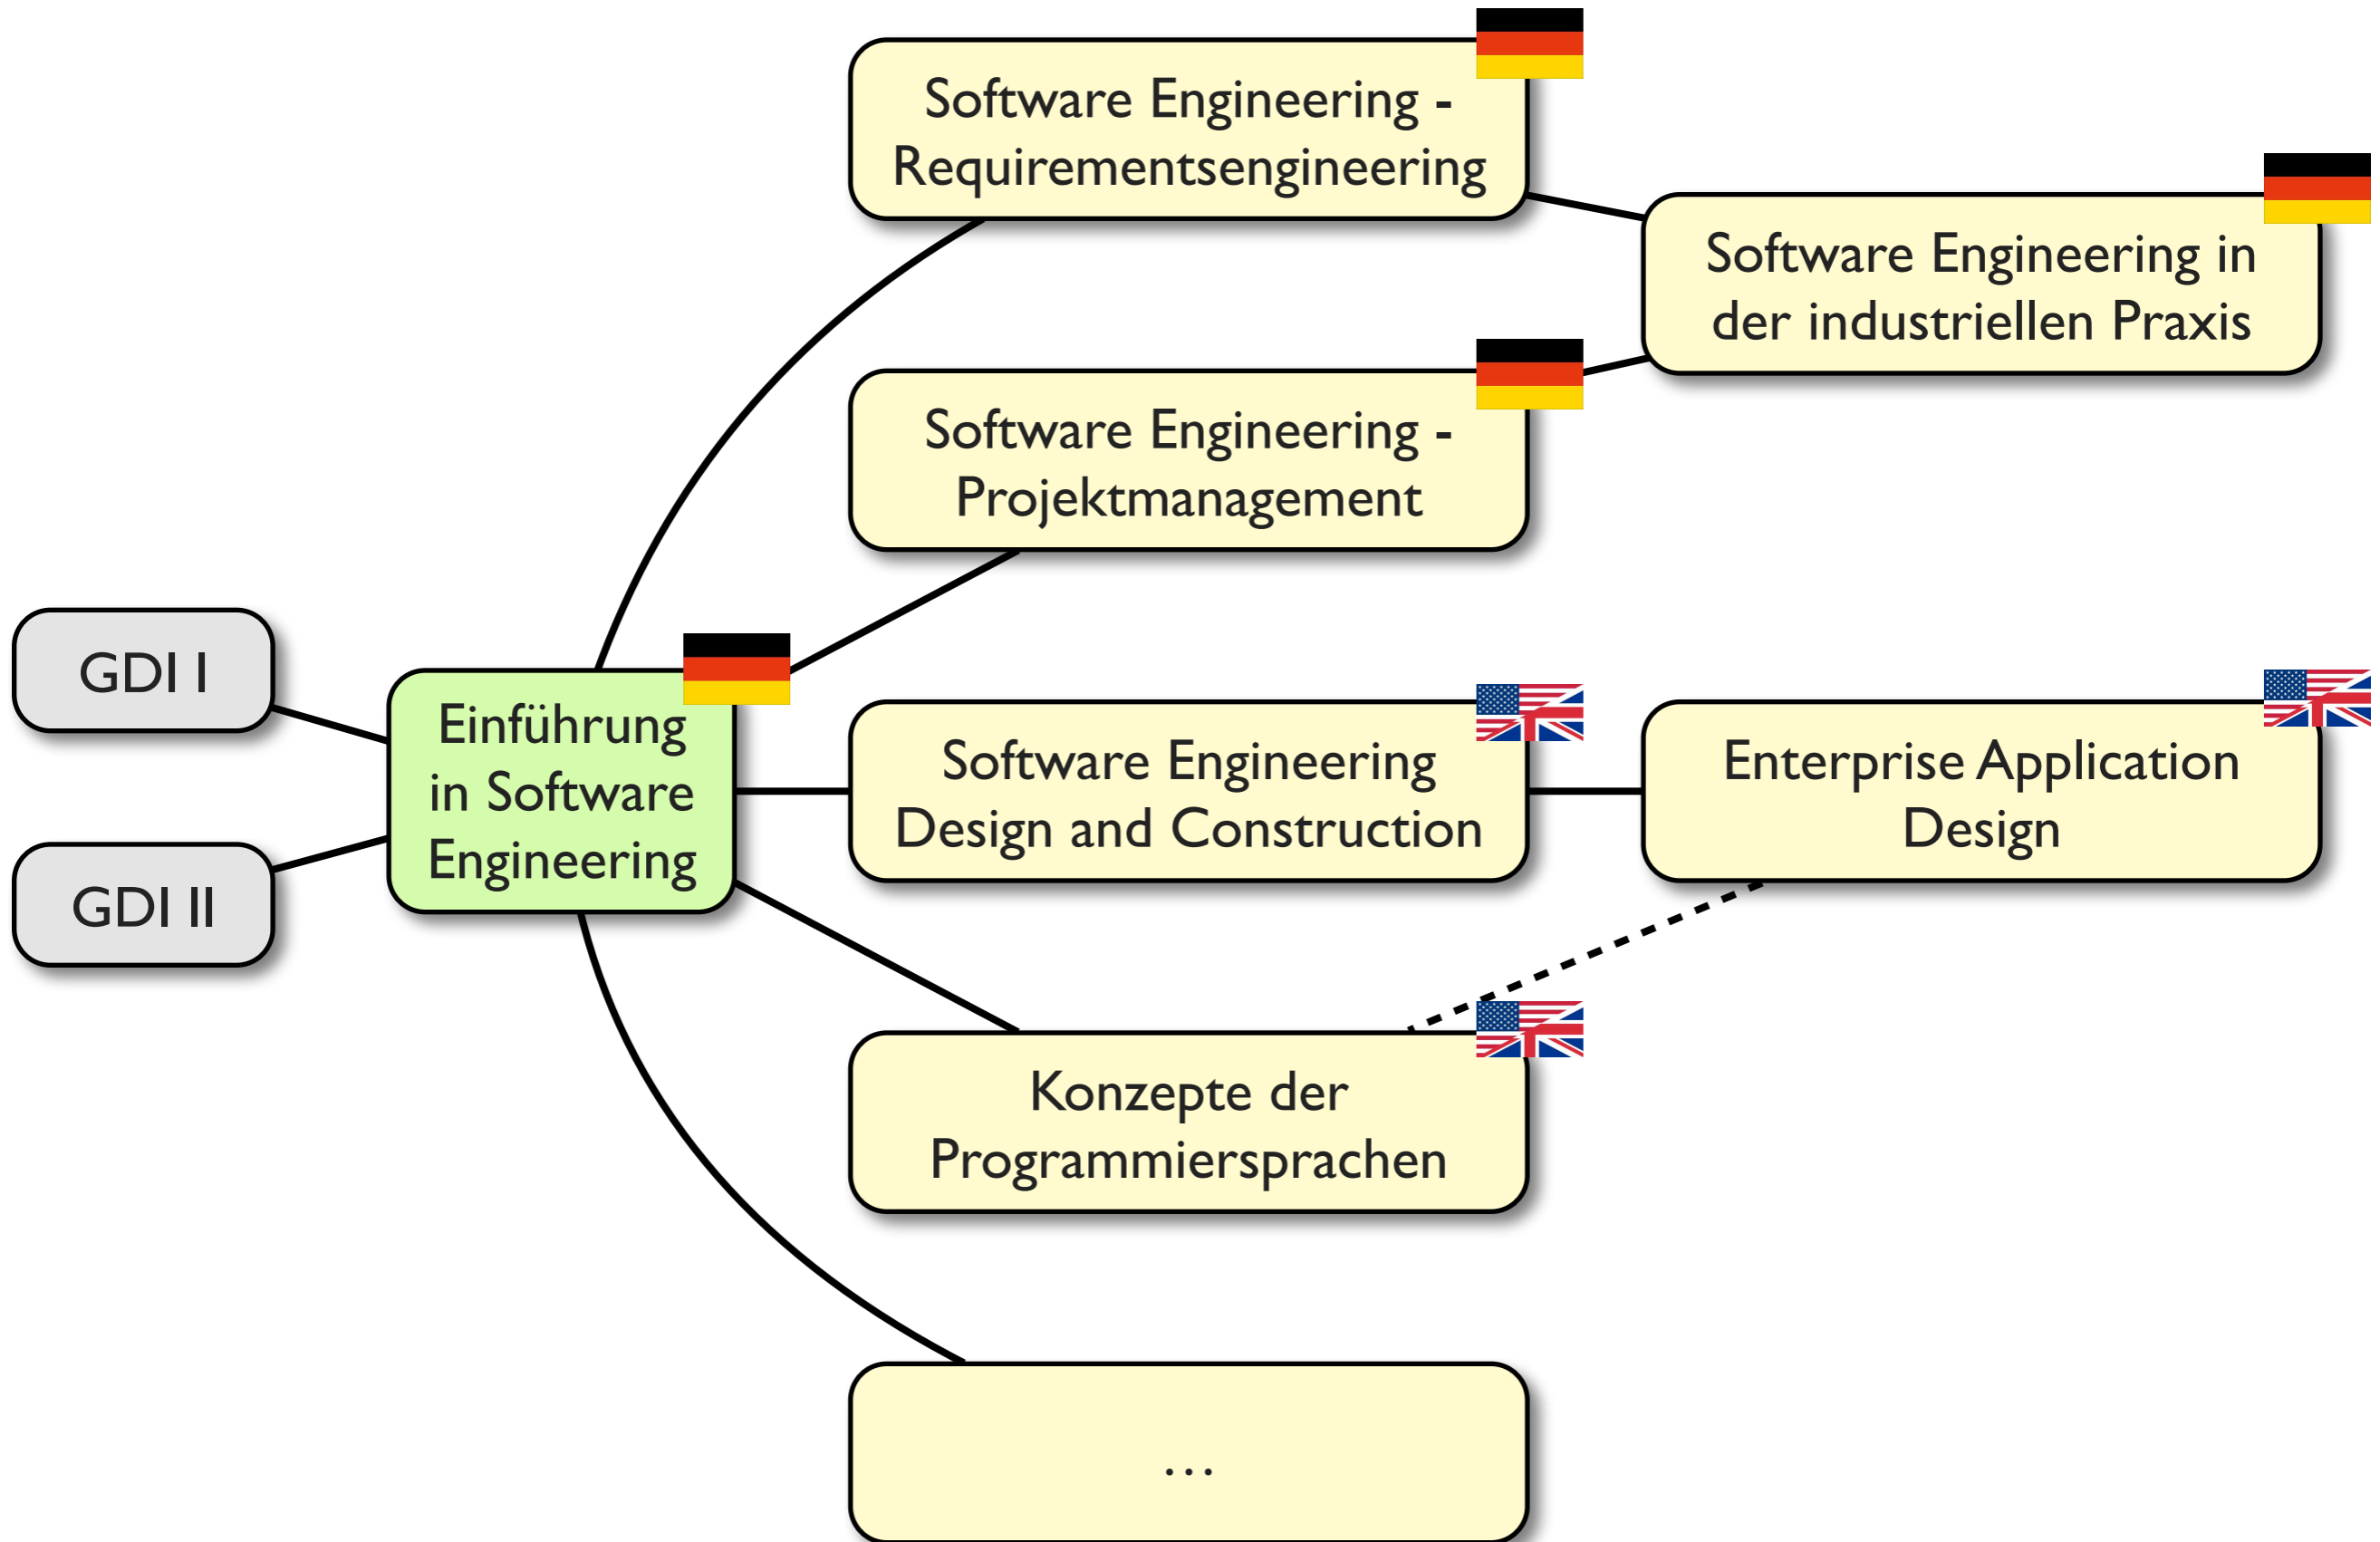 Software Engineering -
Requirementsengineering
Software Engineering in
der industriellen Praxis
Software Engineering -
Projektmanagement
GDI I
GDI II
Einführung
in Software
Engineering
Software Engineering
Design and Construction
Enterprise Application
Design
Konzepte der
Programmiersprachen
...